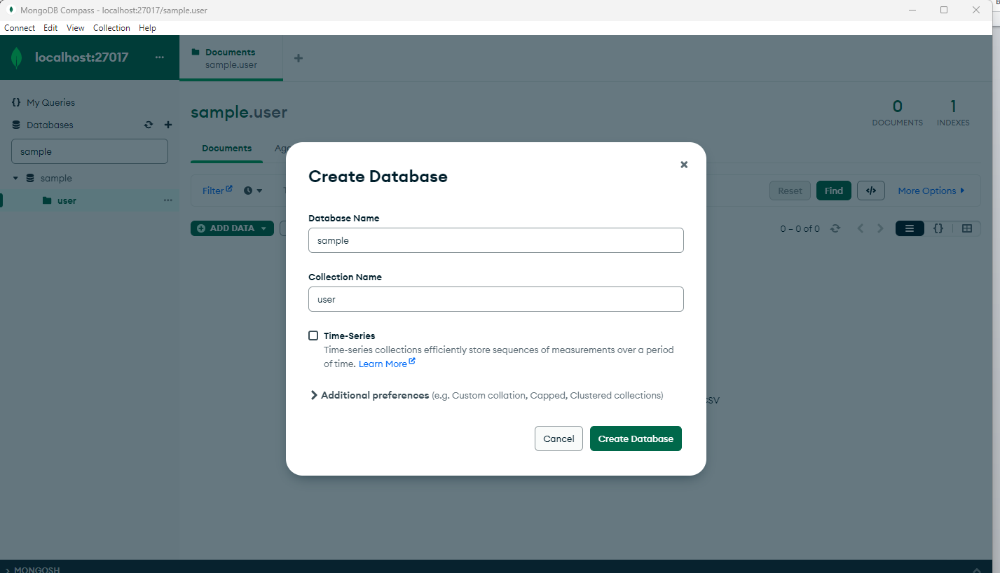 MongoDB Compass - localhost:27017/sample.user
Connect Edit View Collection Help
localhost:27017
Documents
sample.user
My Queries
Databases
sample
sample
user
sample.user
0
DOCUMENTS
1
INDEXES
Documents
Filter
Reset
Find
More Options
ADD DATA
0 – 0 of 0
Create Database
Database Name
sample
Collection Name
user
Time-Series
Time-series collections efficiently store sequences of measurements over a period
of time. Learn More
Additional preferences (e.g. Custom collation, Capped, Clustered collections)
Cancel
Create Database
MONGOSH